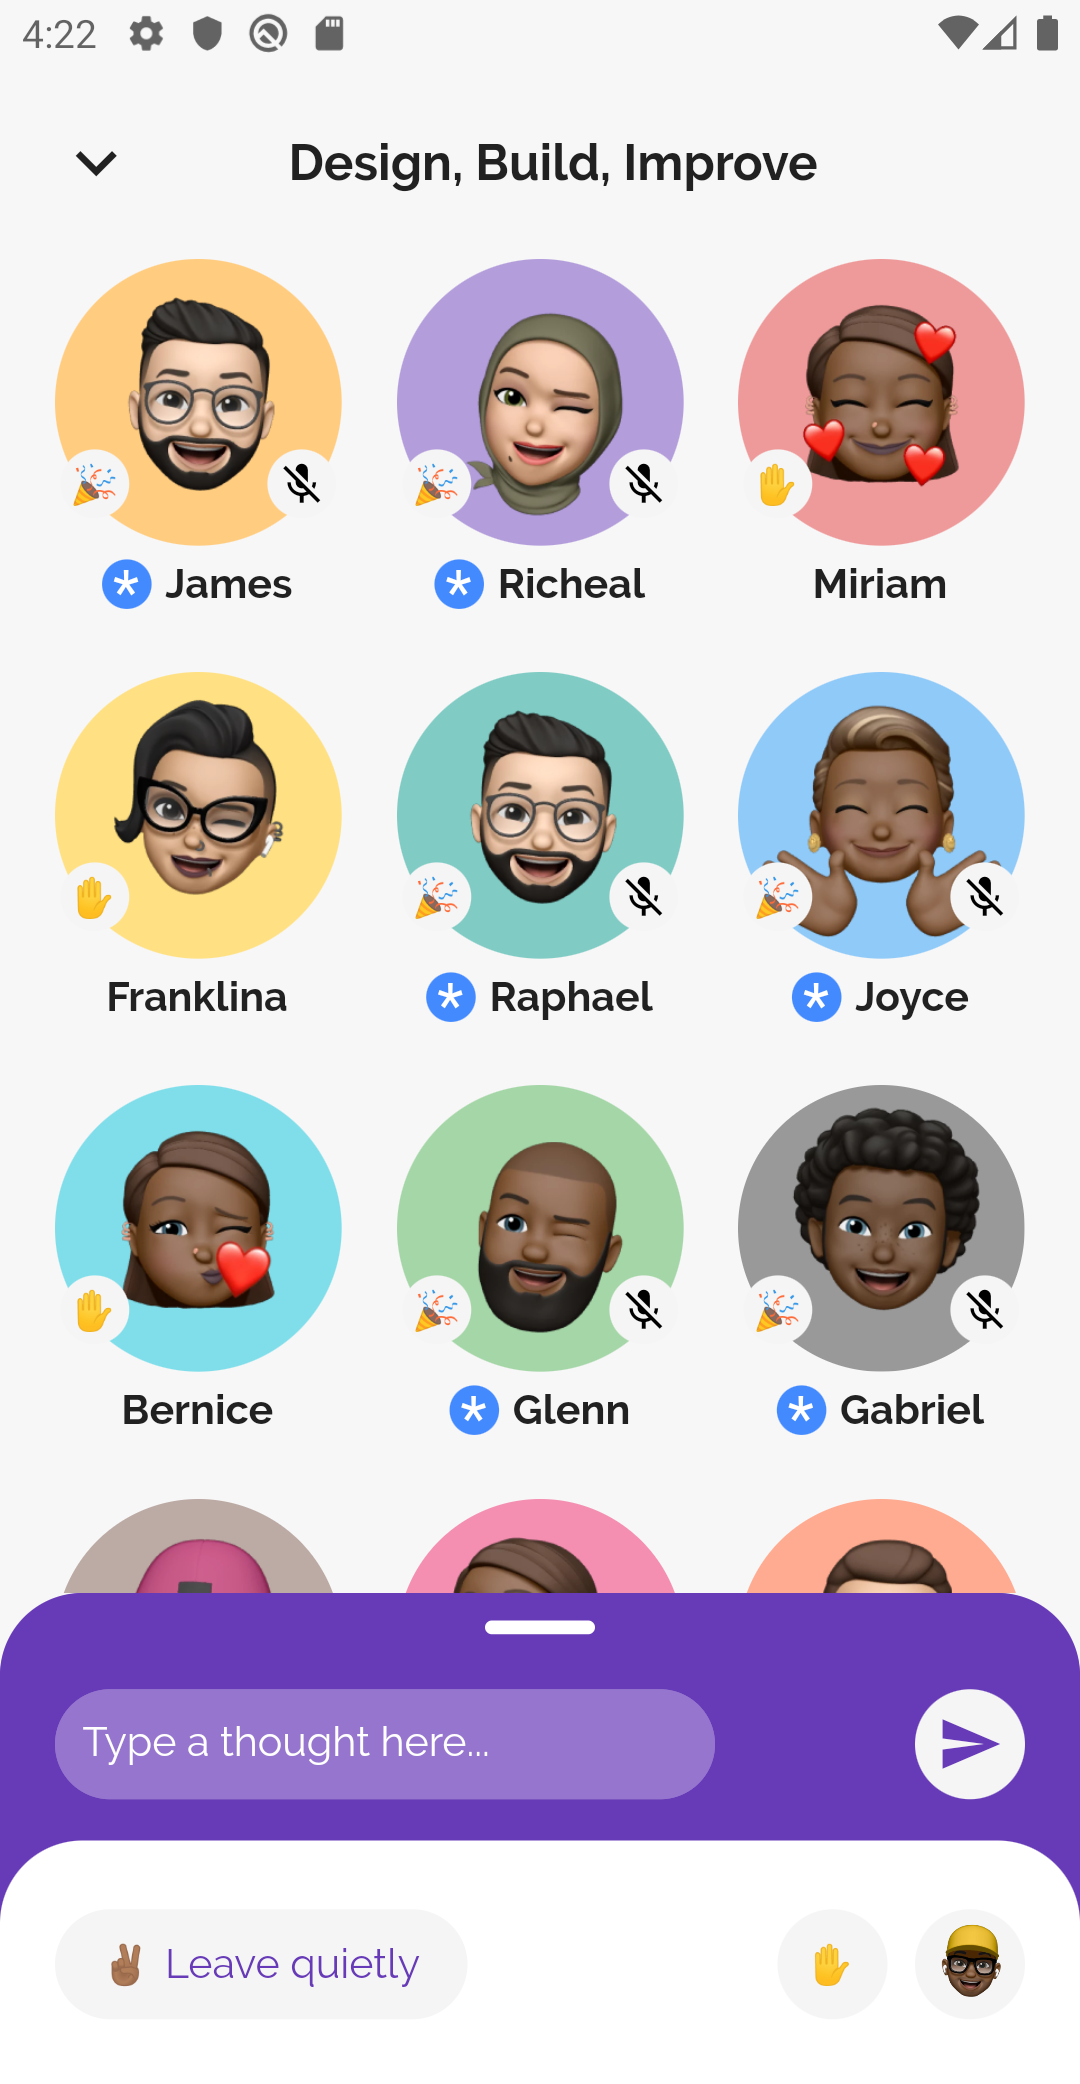 4:22
Design, Build, Improve
James
Richeal
Miriam
Franklina
Raphael
Joyce
Bernice
Glenn
Gabriel
Type a thought here...
Leave quietly